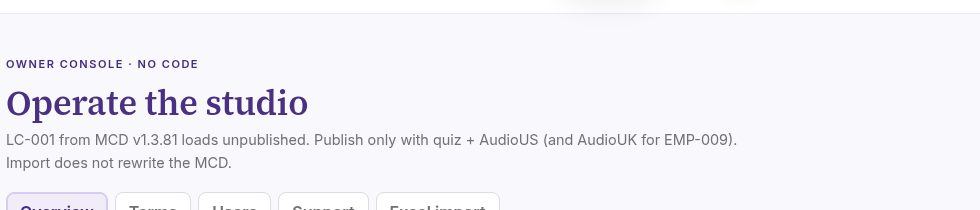 OWNER CONSOLE · NO CODE
Operate the studio
LC-001 from MCD v1.3.81 loads unpublished. Publish only with quiz + AudioUS (and AudioUK for EMP-009).
Import does not rewrite the MCD.
Overview Terms Users Support Excel import